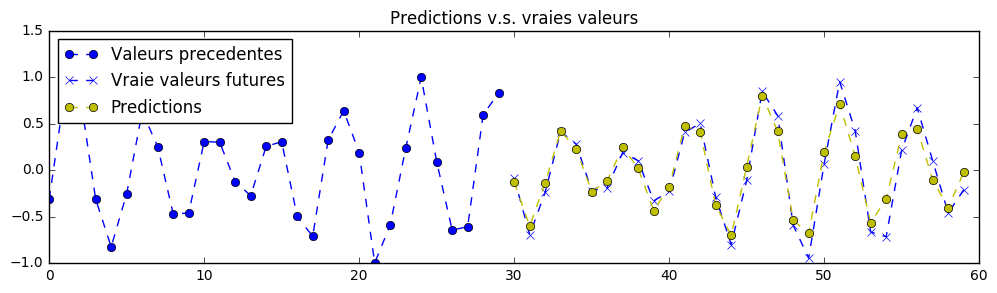 Predictions v.s. vraies valeurs
1.5
1.0
0.5
0.0
−0.5
−1.0
Valeurs precedentes
Vraie valeurs futures
Predictions
0 10 20 30 40 50 60